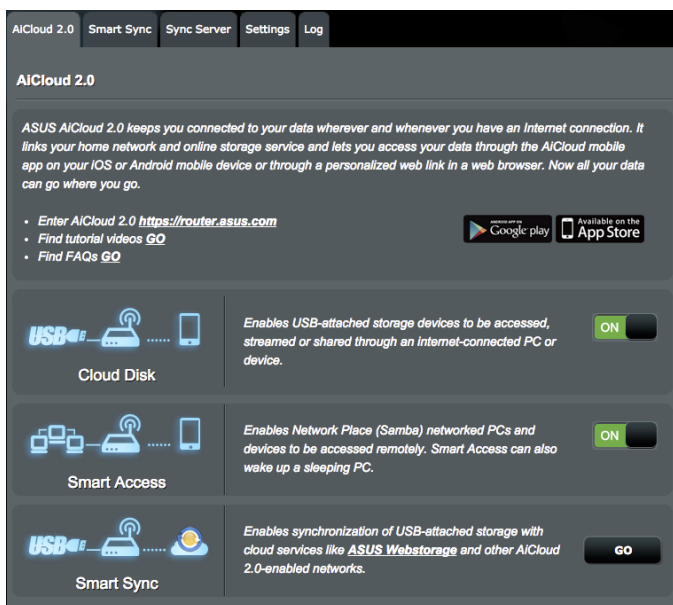 AiCloud 2.0 Smart Sync Sync Server Settings Log
AiCloud 2.0
ASUS AiCloud 2.0 keeps you connected to your data wherever and whenever you have an Internet connection. It
links your home network and online storage service and lets you access your data through the AiCloud mobile
app on your iOS or Android mobile device or through a personalized web link in a web browser. Now all your data
can go where you go.
• Enter AiCloud 2.0 https://router.asus.com
• Find tutorial videos GO
• Find FAQs GO
ANDROID APP ON
Google play
Available on the
App Store
USB
Cloud Disk
Enables USB-attached storage devices to be accessed,
streamed or shared through an internet-connected PC or
device.
ON
Smart Access
Enables Network Place (Samba) networked PCs and
devices to be accessed remotely. Smart Access can also
wake up a sleeping PC.
ON
USB
Smart Sync
Enables synchronization of USB-attached storage with
cloud services like ASUS Webstorage and other AiCloud
2.0-enabled networks.
GO